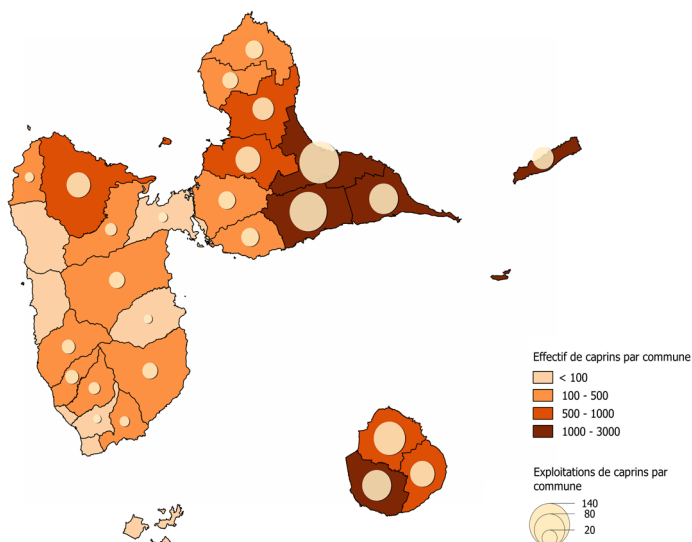 Effectif de caprins par commune
< 100
100 - 500
500 - 1000
1000 - 3000
Exploitations de caprins par
commune
140
80
20